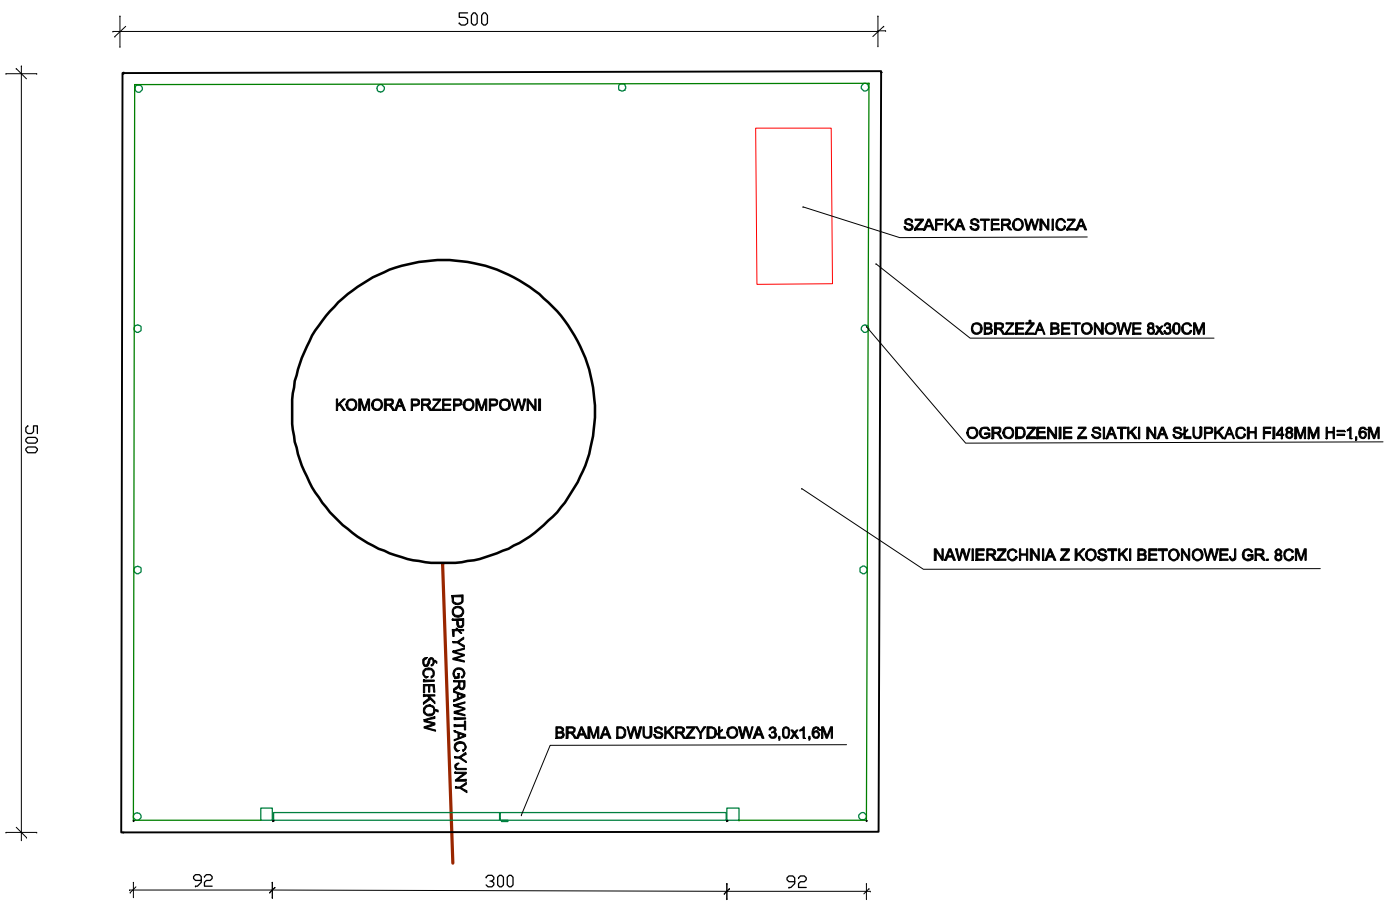 500
SZAFKA STEROWNICZA
OBRZEŻA BETONOWE 8x30CM
KOMORA PRZEPOMPOWNI
500
OGRODZENIE Z SIATKI NA SŁUPKACH FI48MM H=1,6M
NAWIERZCHNIA Z KOSTKI BETONOWEJ GR. 8CM
DOPŁYW GRAWITACYJNY
ŚCIEKÓW
BRAMA DWUSKRZYDŁOWA 3,0x1,6M
92
300
92